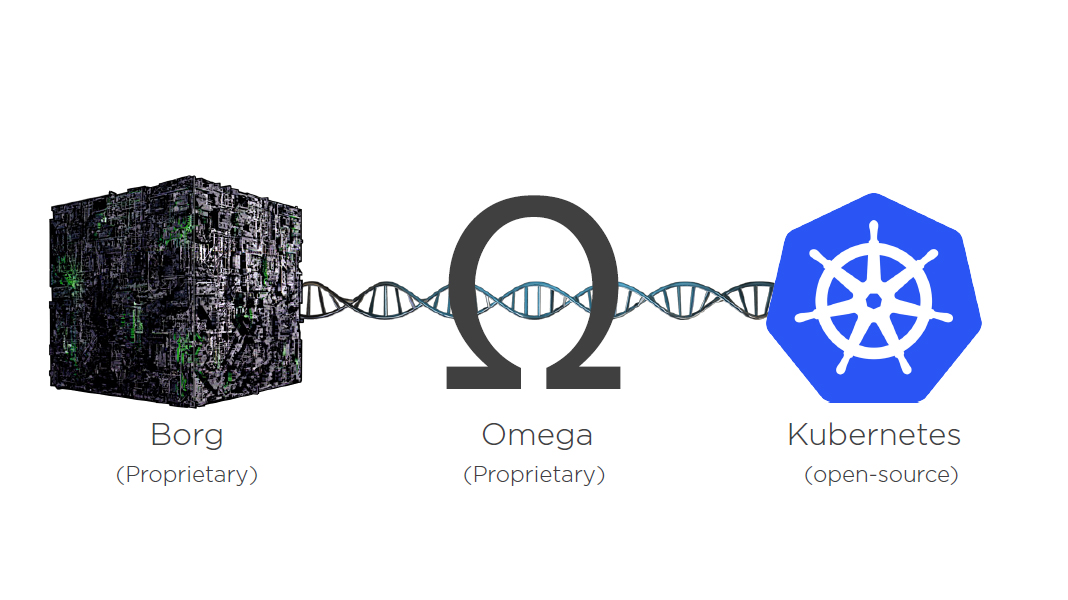 Ω
Borg
(Proprietary)
Omega
(Proprietary)
Kubernetes
(open-source)